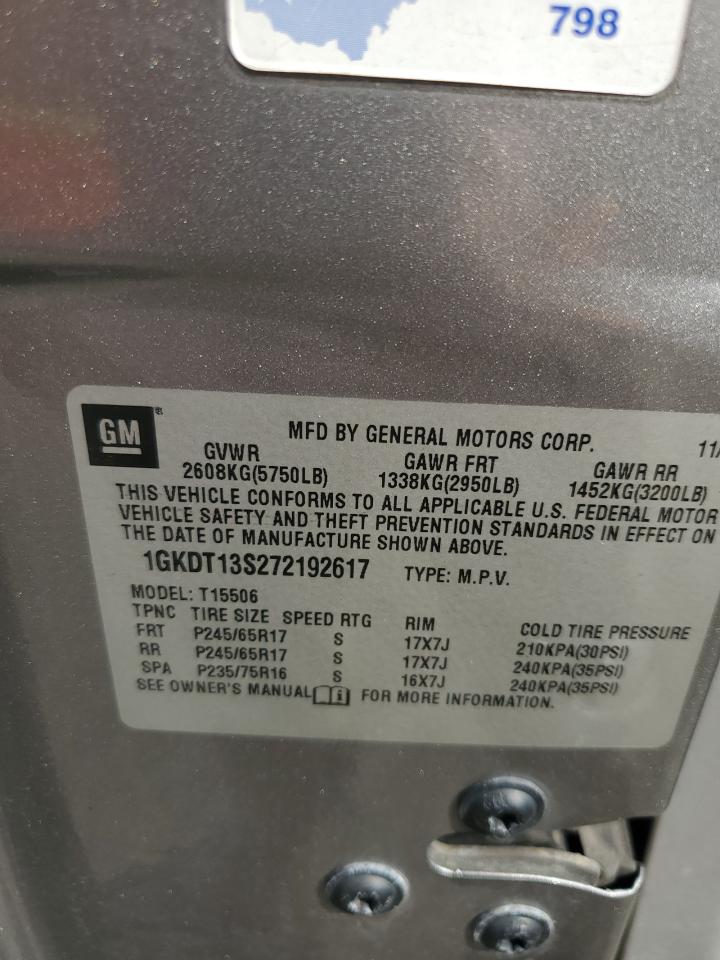 798
GM®
MFD BY GENERAL MOTORS CORP. 11/
GVWR GAWR FRT GAWR RR
2608KG(5750LB) 1338KG(2950LB) 1452KG(3200LB)
THIS VEHICLE CONFORMS TO ALL APPLICABLE U.S. FEDERAL MOTOR
VEHICLE SAFETY AND THEFT PREVENTION STANDARDS IN EFFECT ON
THE DATE OF MANUFACTURE SHOWN ABOVE.
1GKDT13S272192617 TYPE: M.P.V.
MODEL: T15506
TPNC TIRE SIZE SPEED RTG RIM COLD TIRE PRESSURE
FRT P245/65R17 S 17X7J 210KPA(30PSI)
RR P245/65R17 S 17X7J 240KPA(35PSI)
SPA P235/75R16 S 16X7J 240KPA(35PSI)
SEE OWNER'S MANUAL FOR MORE INFORMATION.